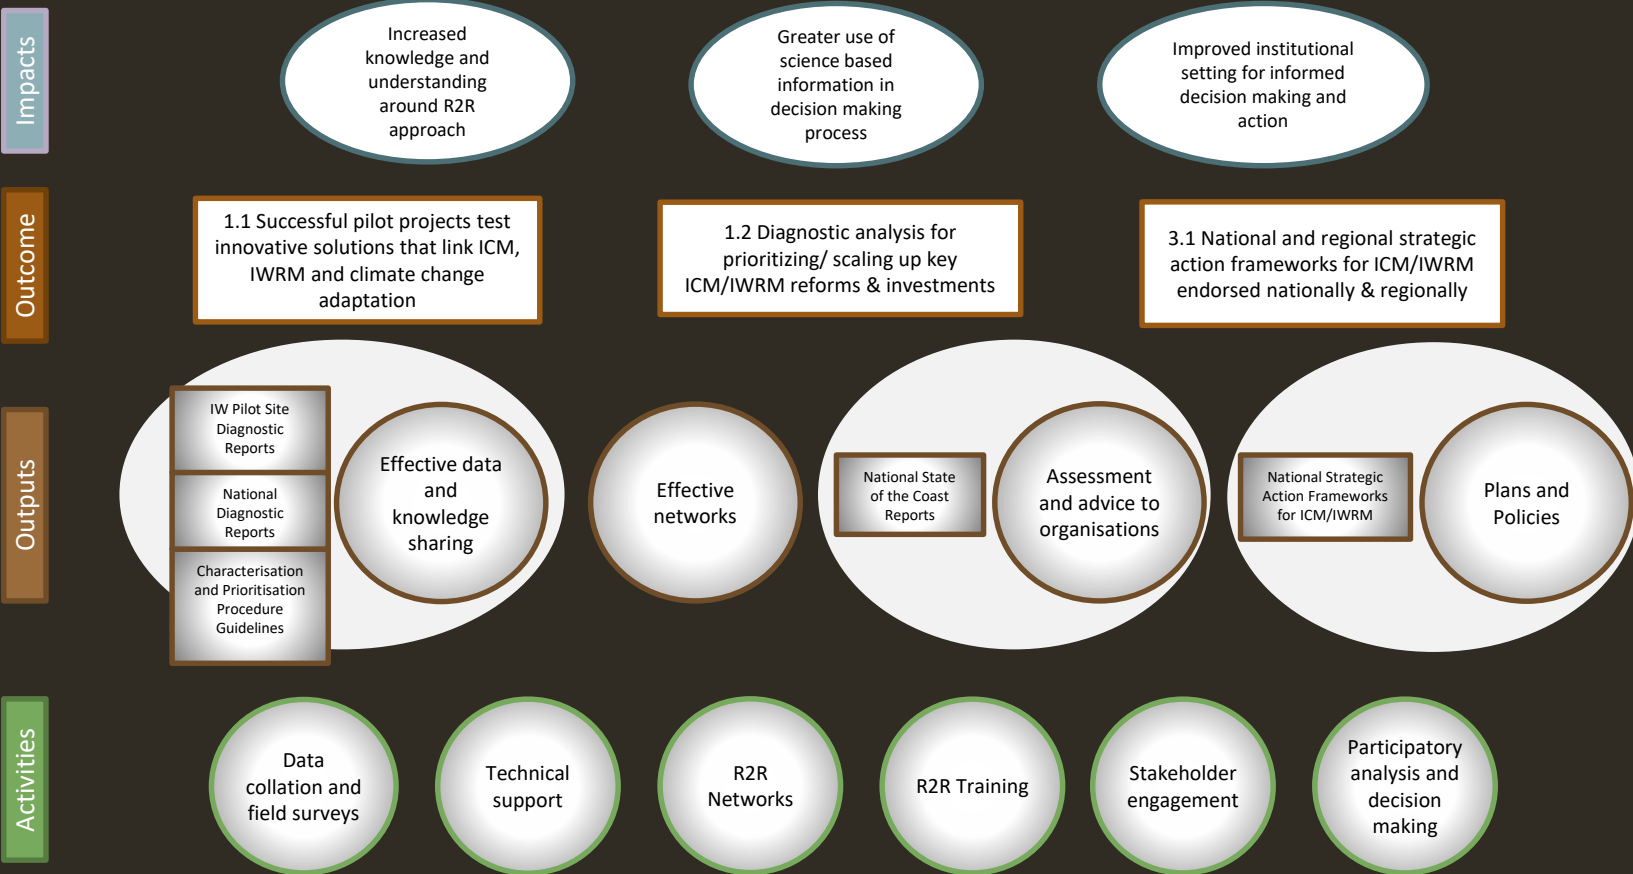 Impacts
Increased
knowledge and
understanding
around R2R
approach
Greater use of
science based
information in
decision making
process
Improved institutional
setting for informed
decision making and
action
Outcome
1.1 Successful pilot projects test
innovative solutions that link ICM,
IWRM and climate change
adaptation
1.2 Diagnostic analysis for
prioritizing/ scaling up key
ICM/IWRM reforms & investments
3.1 National and regional strategic
action frameworks for ICM/IWRM
endorsed nationally & regionally
Outputs
IW Pilot Site
Diagnostic
Reports
National
Diagnostic
Reports
Characterisation
and Prioritisation
Procedure
Guidelines
Effective data
and
knowledge
sharing
Effective
networks
National State
of the Coast
Reports
Assessment
and advice to
organisations
National Strategic
Action Frameworks
for ICM/IWRM
Plans and
Policies
Activities
Data
collation and
field surveys
Technical
support
R2R
Networks
R2R Training
Stakeholder
engagement
Participatory
analysis and
decision
making